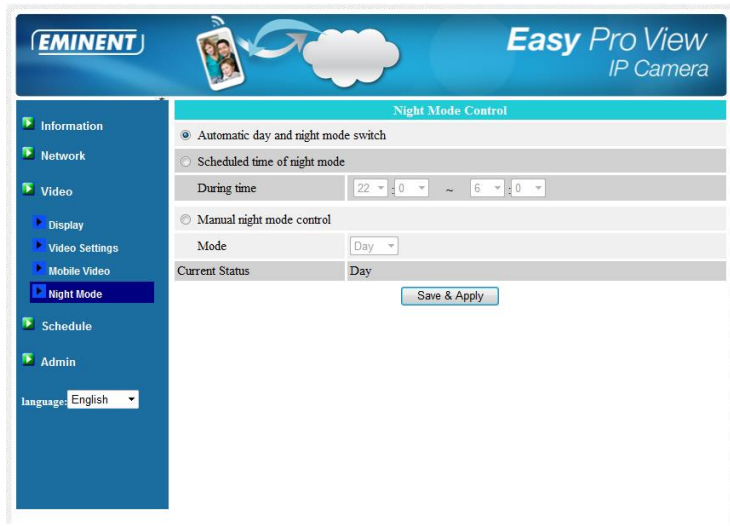 EMINENT
Easy Pro View
IP Camera
Information
Network
Video
Display
Video Settings
Mobile Video
Night Mode
Schedule
Admin
language: English
Night Mode Control
Automatic day and night mode switch
Scheduled time of night mode
During time 22 : 0 ~ 6 : 0
Manual night mode control
Mode Day
Current Status Day
Save & Apply